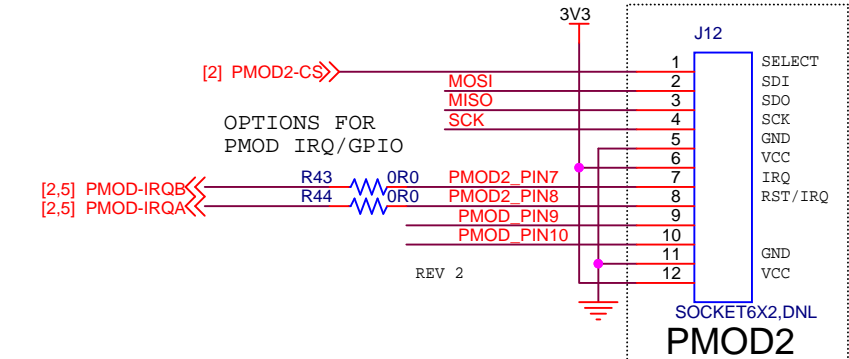 3V3
J12
[2] PMOD2-CS
1 SELECT
MOSI 2 SDI
MISO 3 SDO
SCK 4 SCK
OPTIONS FOR
PMOD IRQ/GPIO
5 GND
6 VCC
[2,5] PMOD-IRQB R43 0R0 PMOD2_PIN7 7 IRQ
[2,5] PMOD-IRQA R44 0R0 PMOD2_PIN8 8 RST/IRQ
PMOD_PIN9 9
PMOD_PIN10 10
11 GND
REV 2 12 VCC
SOCKET6X2,DNL
PMOD2